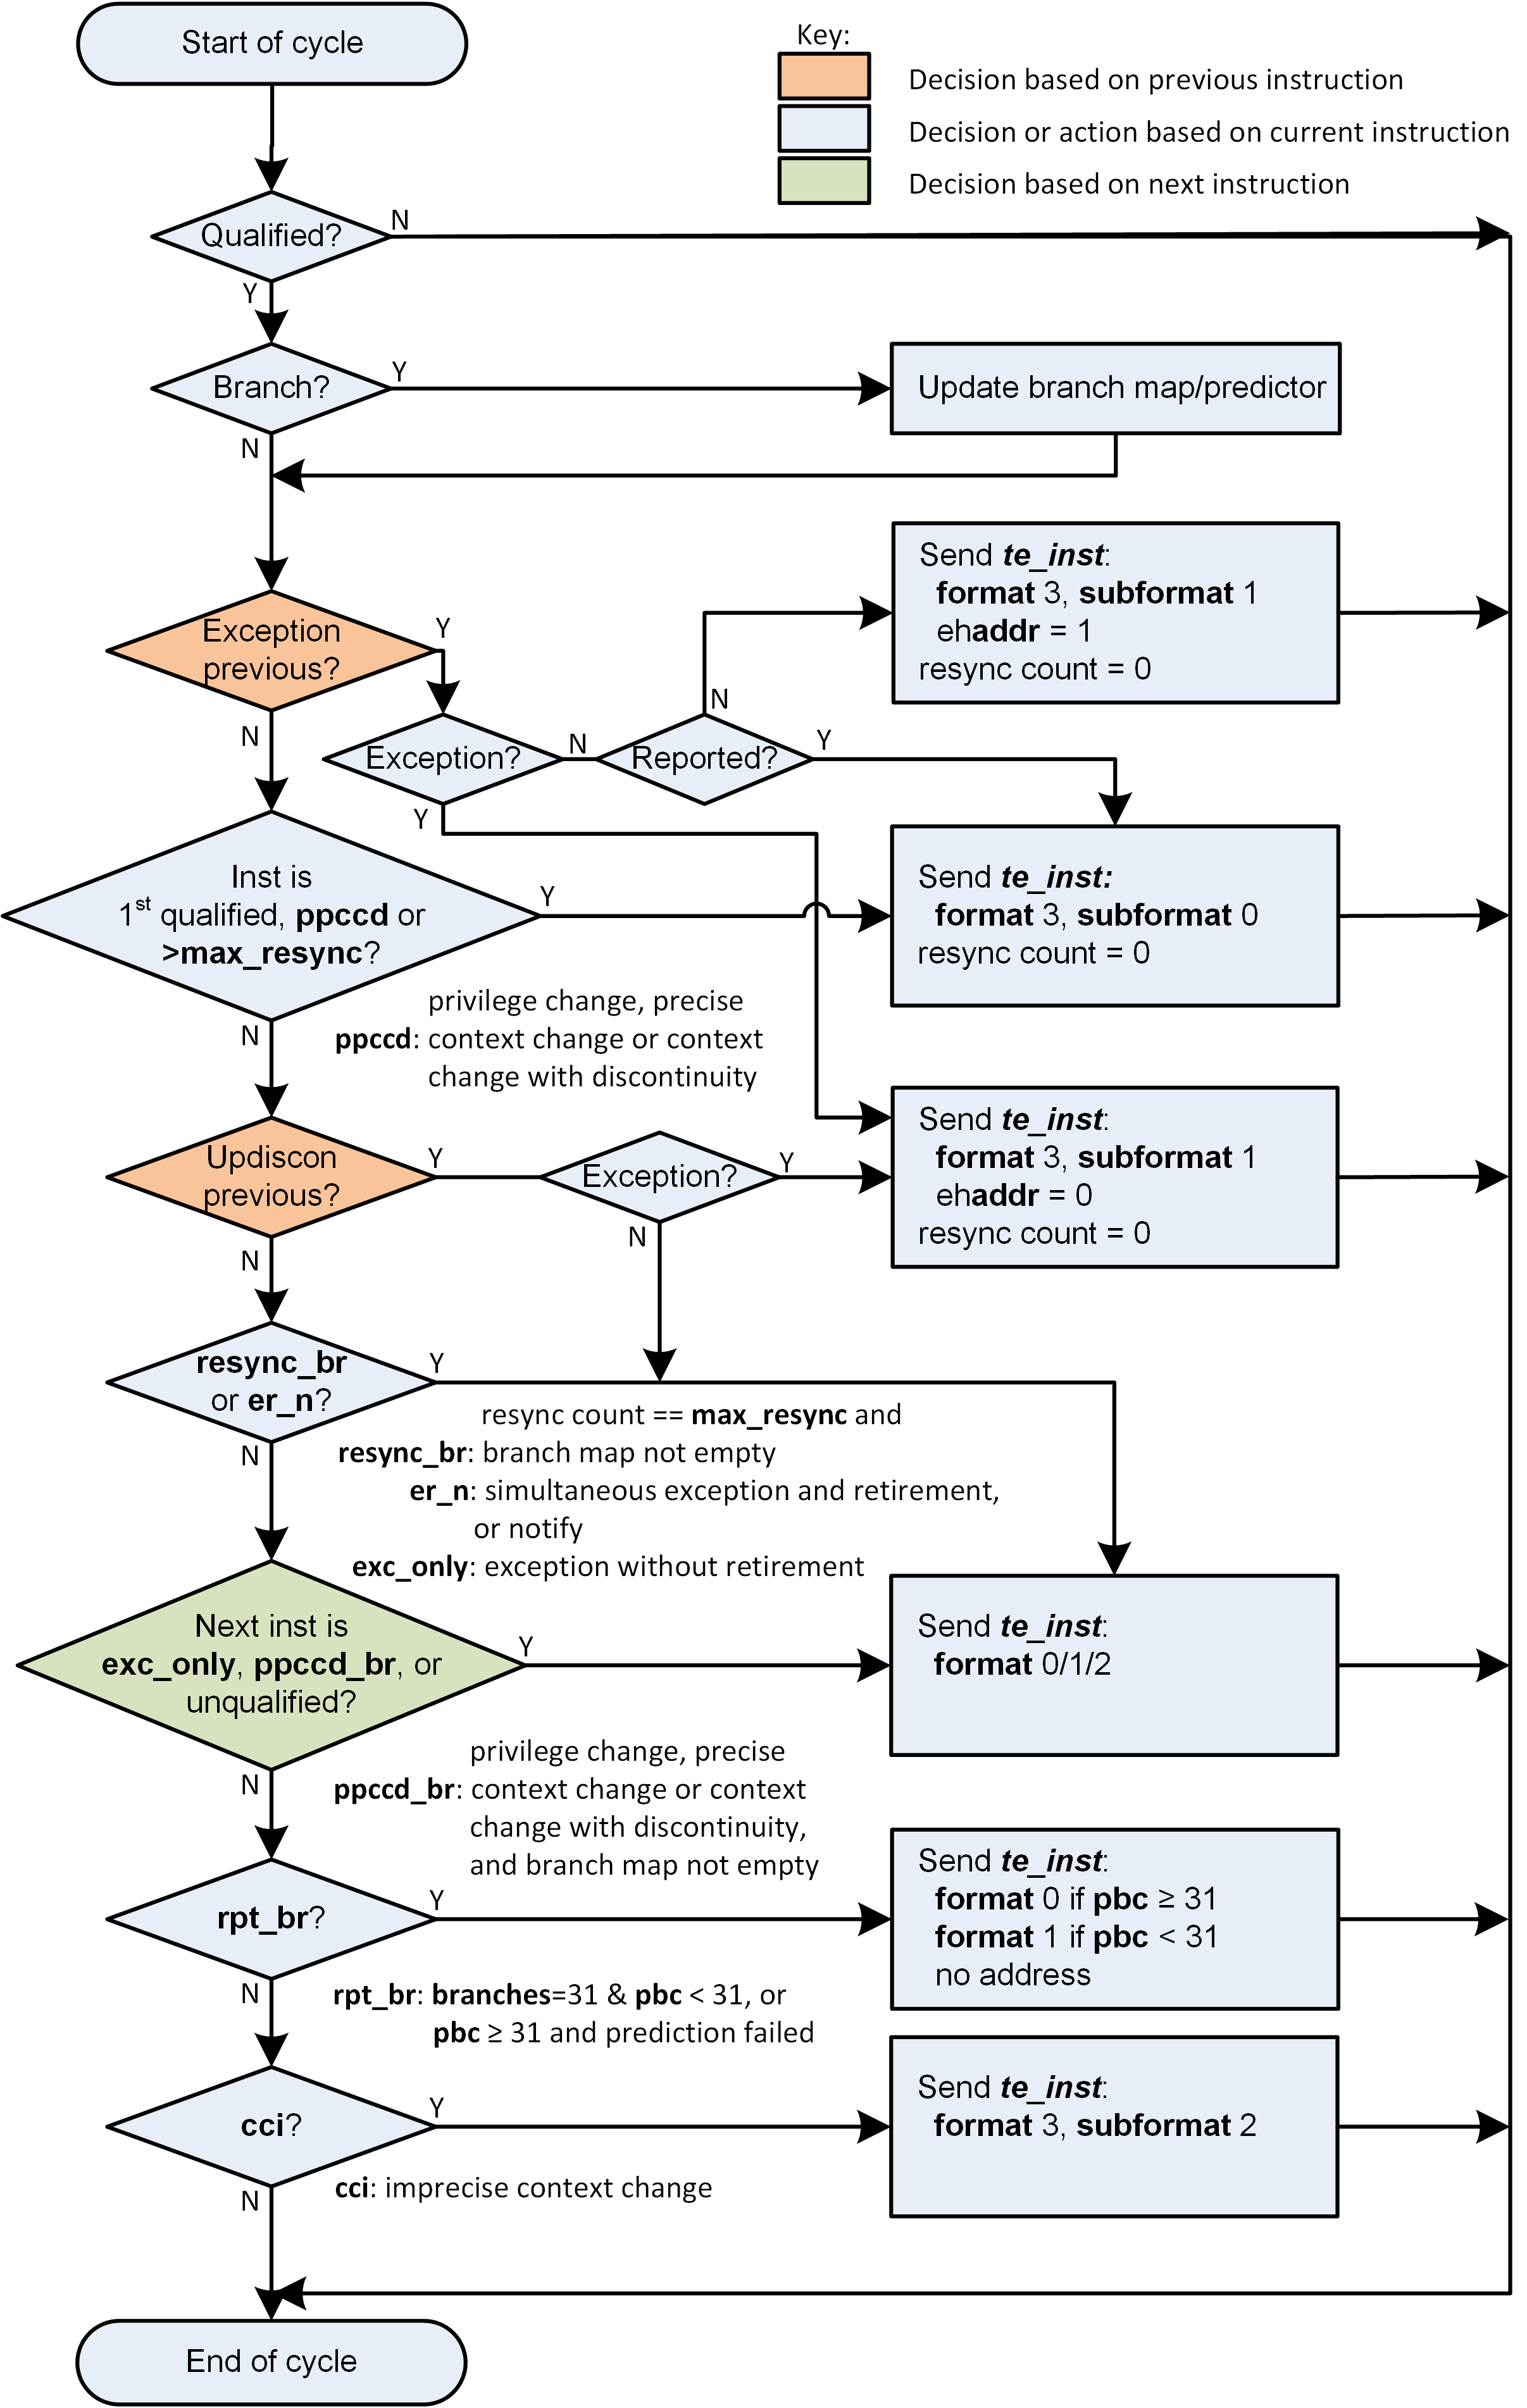 Start of cycle
Key:
Decision based on previous instruction
Decision or action based on current instruction
Decision based on next instruction
Qualified?
N
Y
Branch?
Y
Update branch map/predictor
N
Send te_inst:
format 3, subformat 1
ehaddr = 1
resync count = 0
Exception
previous?
Y
N
Exception?
N
Reported?
N
Y
Y
Inst is
1st qualified, ppccd or
>max_resync?
Y
Send te_inst:
format 3, subformat 0
resync count = 0
N
privilege change, precise
ppccd: context change or context
change with discontinuity
Updiscon
previous?
Y
Exception?
Y
Send te_inst:
format 3, subformat 1
ehaddr = 0
resync count = 0
N
N
resync_br
or er_n?
Y
N
resync count == max_resync and
resync_br: branch map not empty
er_n: simultaneous exception and retirement,
or notify
exc_only: exception without retirement
Next inst is
exc_only, ppccd_br, or
unqualified?
Y
Send te_inst:
format 0/1/2
N
privilege change, precise
ppccd_br: context change or context
change with discontinuity,
and branch map not empty
rpt_br?
Y
Send te_inst:
format 0 if pbc ≥ 31
format 1 if pbc < 31
no address
N
rpt_br: branches=31 & pbc < 31, or
pbc ≥ 31 and prediction failed
cci?
Y
Send te_inst:
format 3, subformat 2
N
cci: imprecise context change
End of cycle